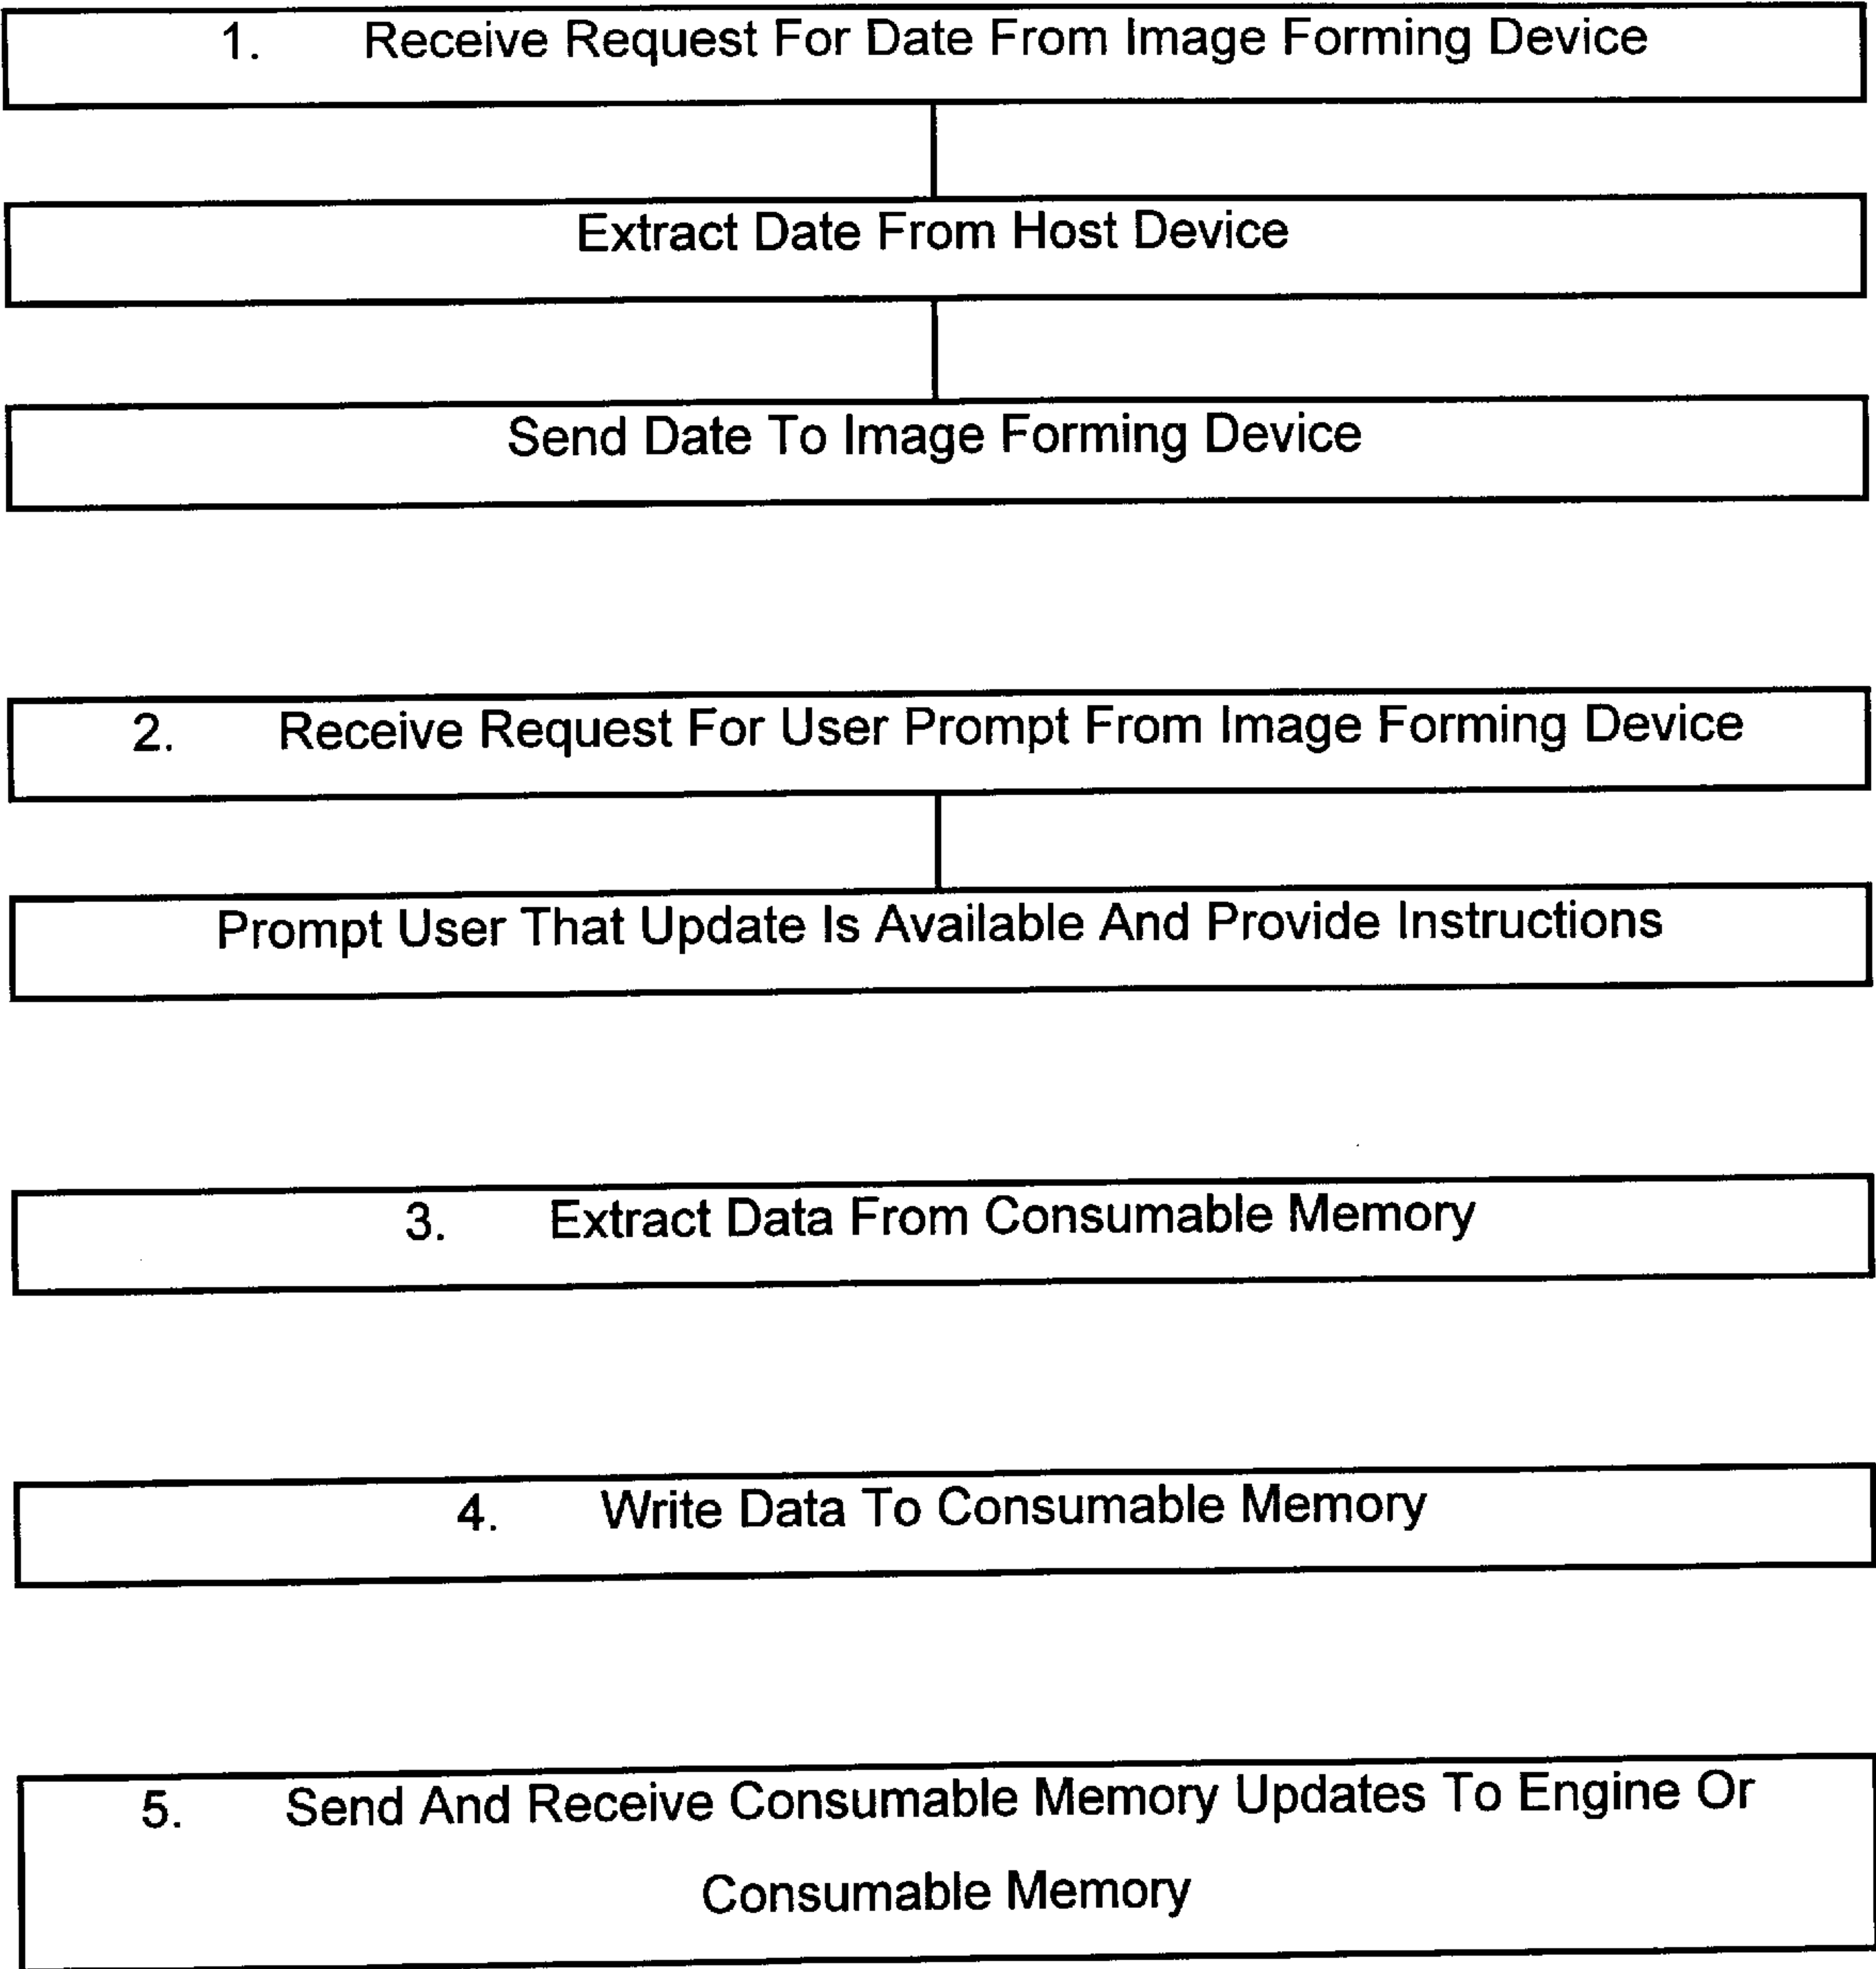 1. Receive Request For Date From Image Forming Device
Extract Date From Host Device
Send Date To Image Forming Device
2. Receive Request For User Prompt From Image Forming Device
Prompt User That Update Is Available And Provide Instructions
3. Extract Data From Consumable Memory
4. Write Data To Consumable Memory
5. Send And Receive Consumable Memory Updates To Engine Or
Consumable Memory